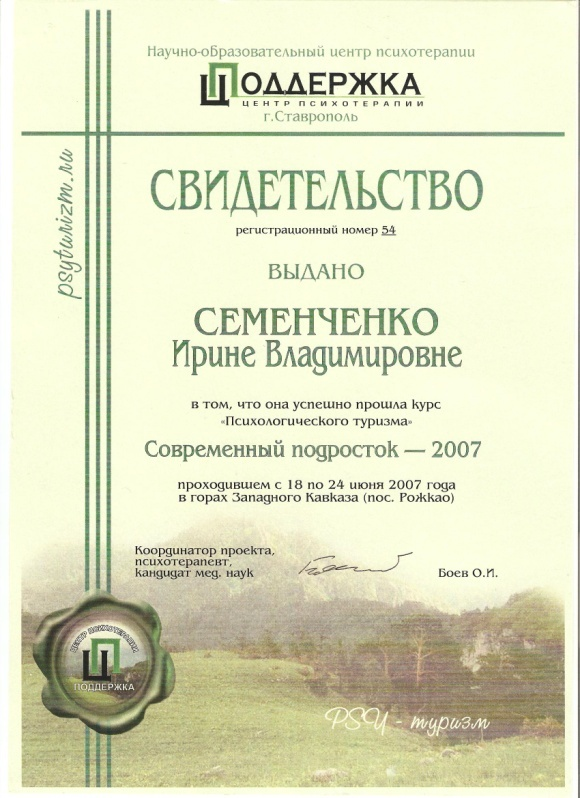 Научно-образовательный центр психотерапии
ПОДДЕРЖКА
ЦЕНТР ПСИХОТЕРАПИИ
г.Ставрополь
psyturizm.ru
СВИДЕТЕЛЬСТВО
регистрационный номер 54
ВЫДАНО
СЕМЕНЧЕНКО
Ирине Владимировне
в том, что она успешно прошла курс
«Психологического туризма»
Современный подросток — 2007
проходившем с 18 по 24 июня 2007 года
в горах Западного Кавказа (пос. Рожкао)
Координатор проекта,
психотерапевт,
кандидат мед. наук
Боев О.И.
ЦЕНТР ПСИХОТЕРАПИИ
ЦП
ПОДДЕРЖКА
PSY - туризм